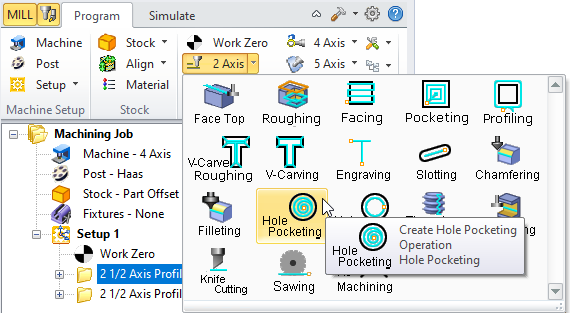 MILL Program Simulate
Machine Stock Work Zero 4 Axis
Post Align 2 Axis 5 Axis
Setup Material
Machine Setup Stock
Face Top Roughing Facing Pocketing Profiling
V-Carve Roughing V-Carving Engraving Slotting Chamfering
Filleting Hole Pocketing
Knife Cutting Sawing Machining
Create Hole Pocketing
Operation
Hole Pocketing
Hole Pocketing
Machining Job
Machine - 4 Axis
Post - Haas
Stock - Part Offset
Fixtures - None
Setup 1
Work Zero
2 1/2 Axis Profil
2 1/2 Axis Profil